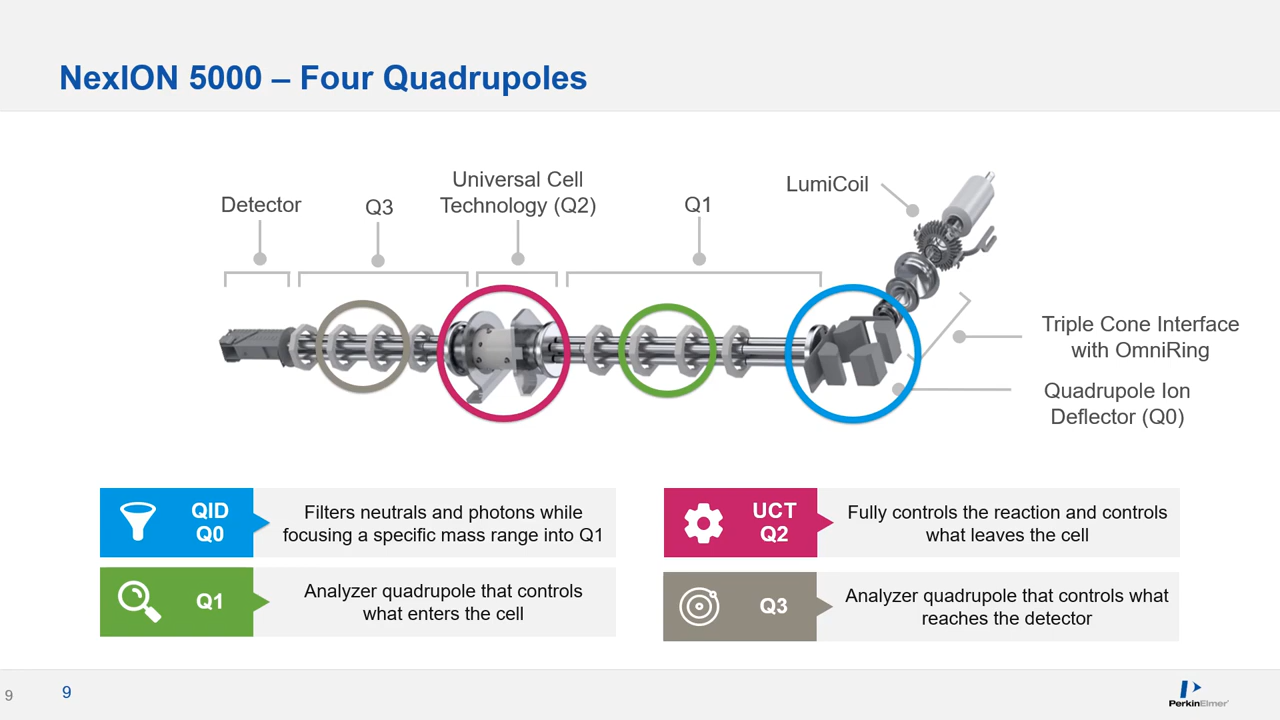 NexION 5000 – Four Quadrupoles
Detector
Q3
Universal Cell
Technology (Q2)
Q1
LumiCoil
Triple Cone Interface
with OmniRing
Quadrupole Ion
Deflector (Q0)
QID
Q0
Filters neutrals and photons while
focusing a specific mass range into Q1
UCT
Q2
Fully controls the reaction and controls
what leaves the cell
Q1
Analyzer quadrupole that controls
what enters the cell
Q3
Analyzer quadrupole that controls what
reaches the detector
9
9
PerkinElmer